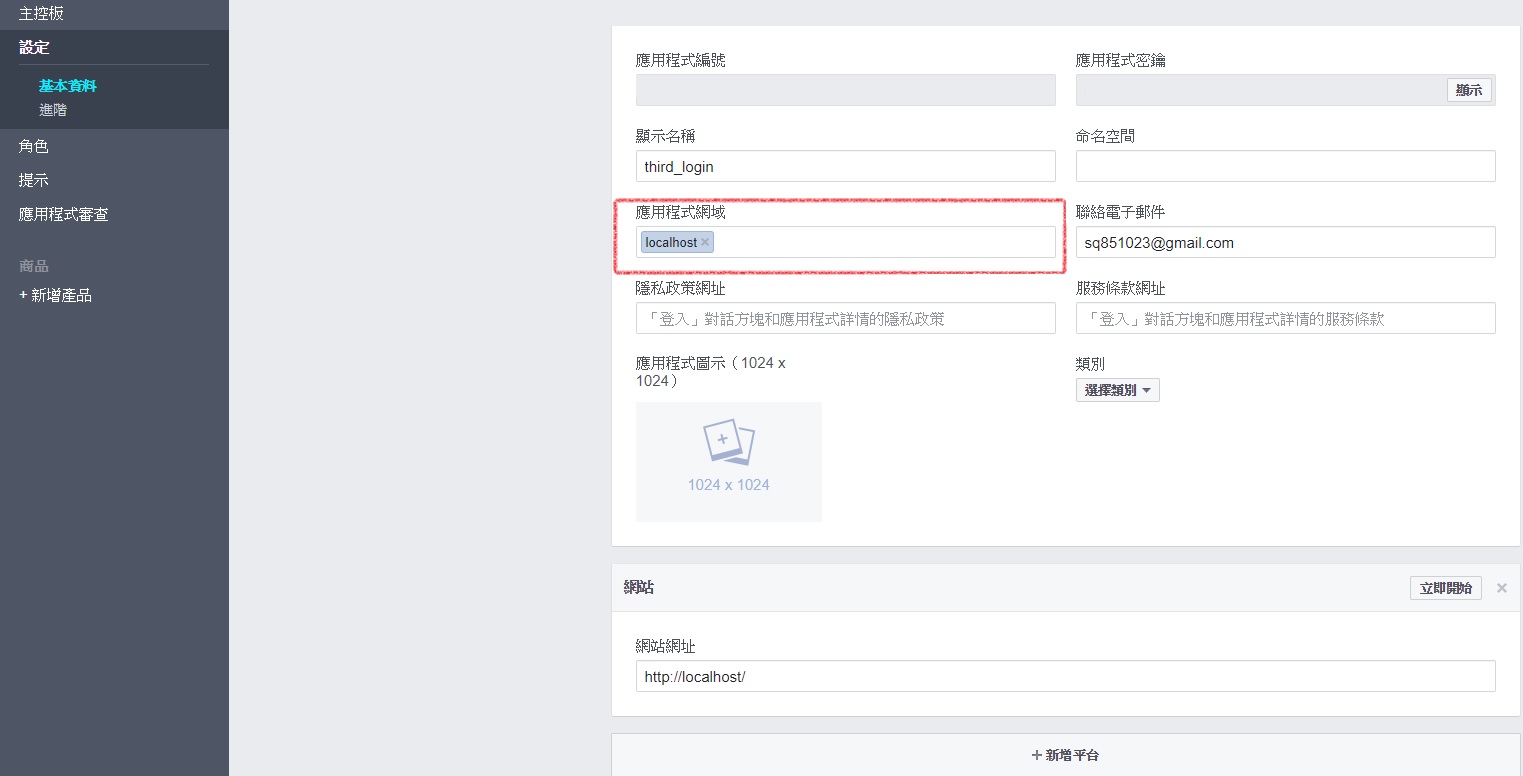 主控板
設定
基本資料
進階
角色
提示
應用程式審查
商品
+ 新增產品
應用程式編號
應用程式密鑰
顯示
顯示名稱
命名空間
third_login
應用程式網域
聯絡電子郵件
localhost ×
sq851023@gmail.com
隱私政策網址
服務條款網址
「登入」對話方塊和應用程式詳情的隱私政策
「登入」對話方塊和應用程式詳情的服務條款
應用程式圖示（1024 x
1024）
類別
選擇類別
1024 x 1024
網站
立即開始 ×
網站網址
http://localhost/
+ 新增平台